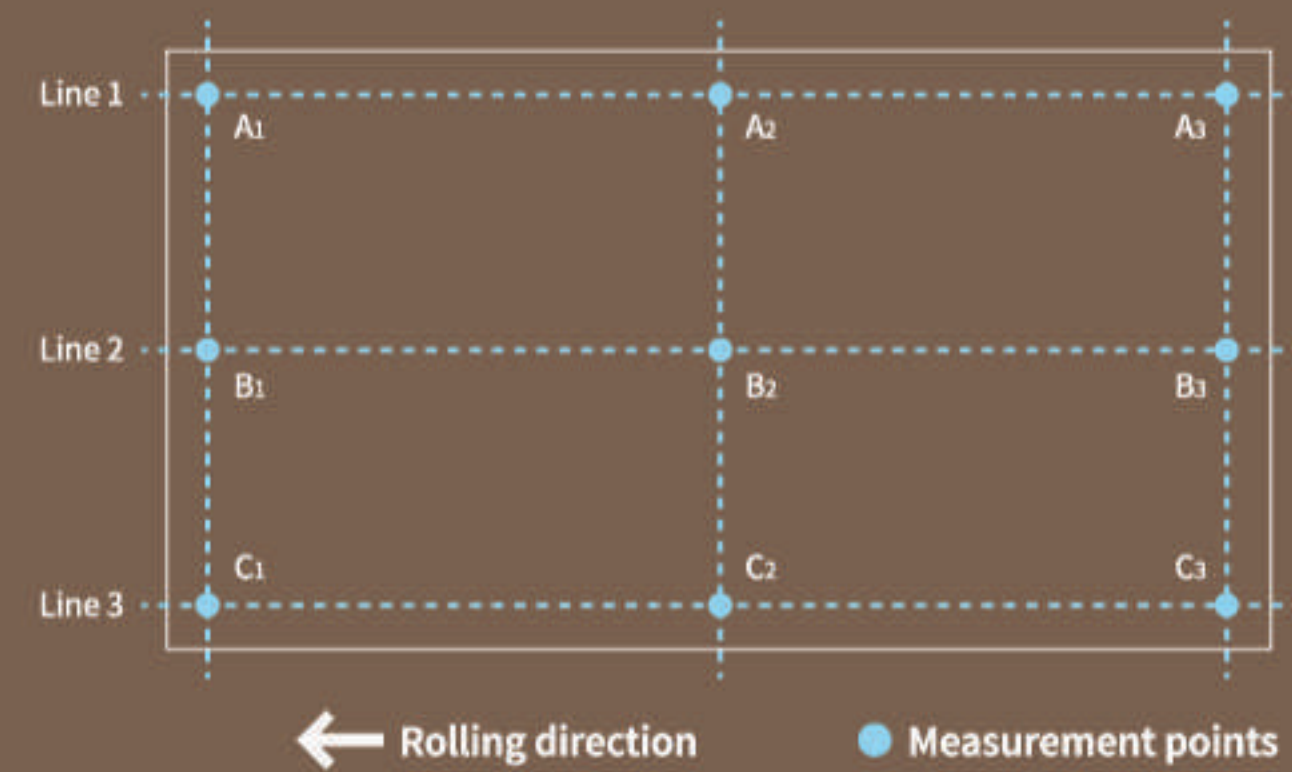 Line 1
A1
A2
A3
Line 2
B1
B2
B3
C1
C2
C3
Line 3
Rolling direction
Measurement points